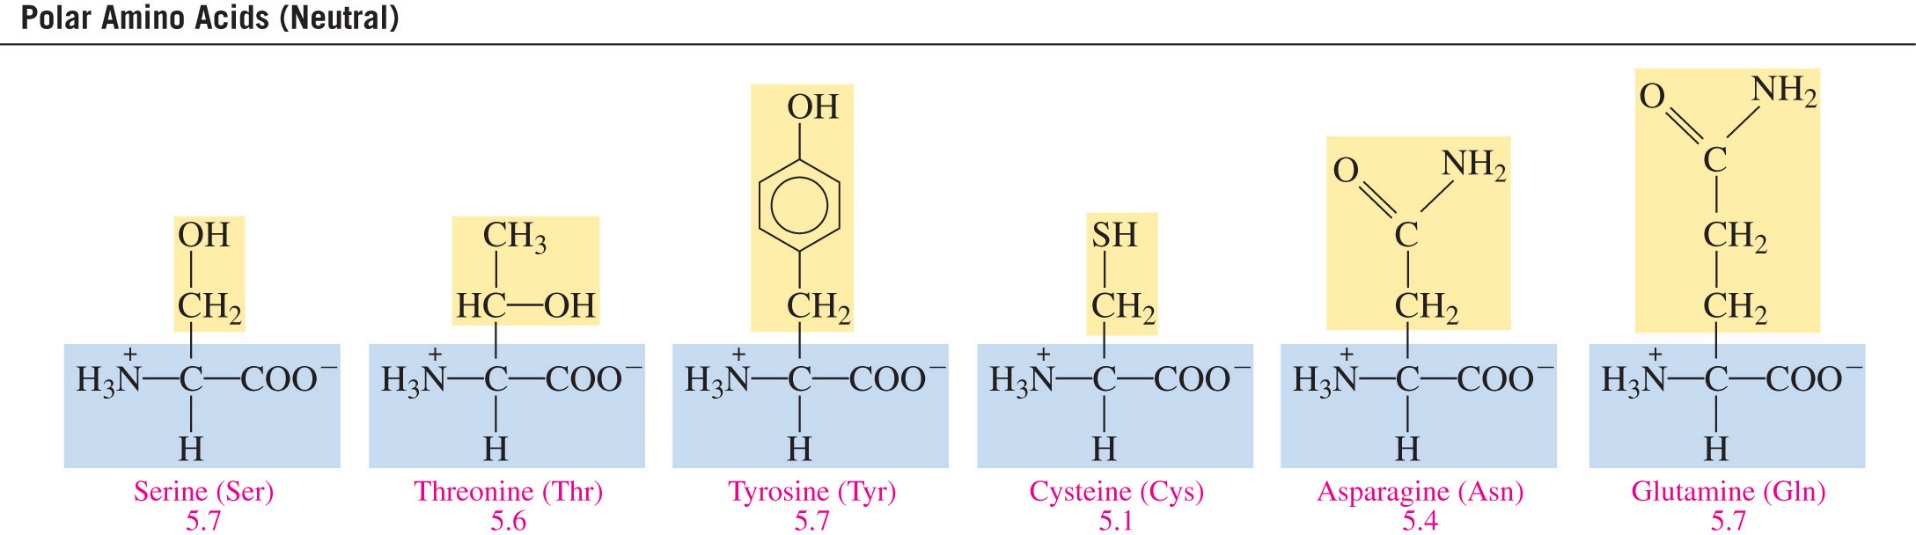 Polar Amino Acids (Neutral)
OH
CH₂
H₃N⁺—C—COO⁻
H
Serine (Ser)
5.7
CH₃
HC—OH
H₃N⁺—C—COO⁻
H
Threonine (Thr)
5.6
OH
CH₂
H₃N⁺—C—COO⁻
H
Tyrosine (Tyr)
5.7
SH
CH₂
H₃N⁺—C—COO⁻
H
Cysteine (Cys)
5.1
O NH₂
C
CH₂
H₃N⁺—C—COO⁻
H
Asparagine (Asn)
5.4
O NH₂
C
CH₂
CH₂
H₃N⁺—C—COO⁻
H
Glutamine (Gln)
5.7